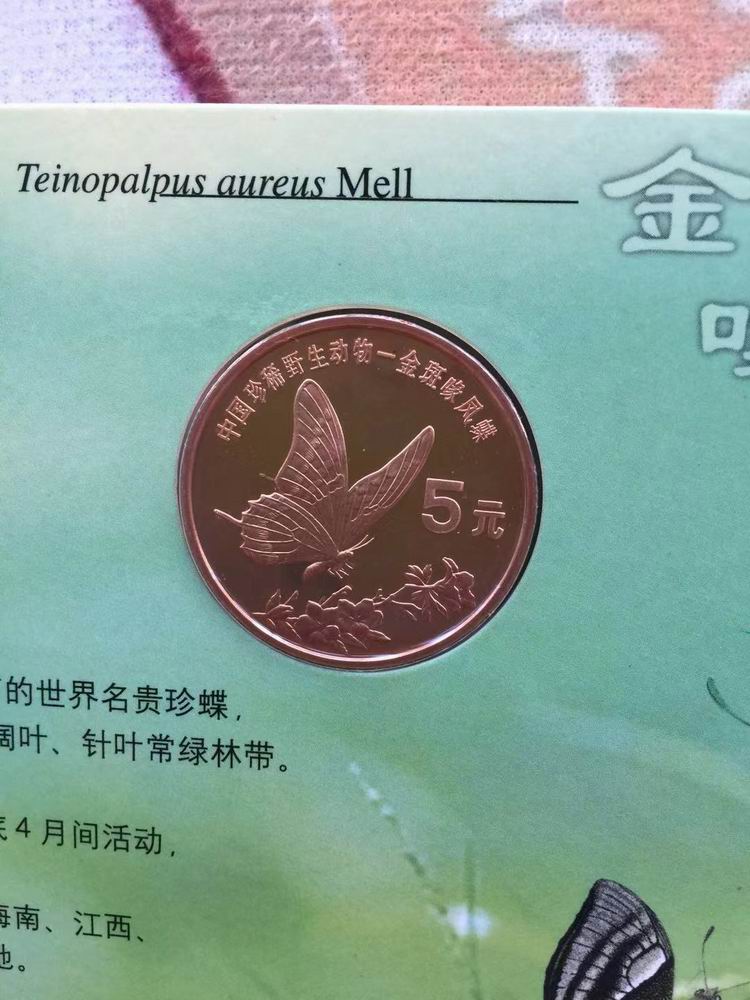 Teinopalpus aureus Mell
金
中国珍稀野生动物—金斑喙凤蝶
5元
的世界名贵珍蝶，
阔叶、针叶常绿林带。
4月间活动，
海南、江西、
地。